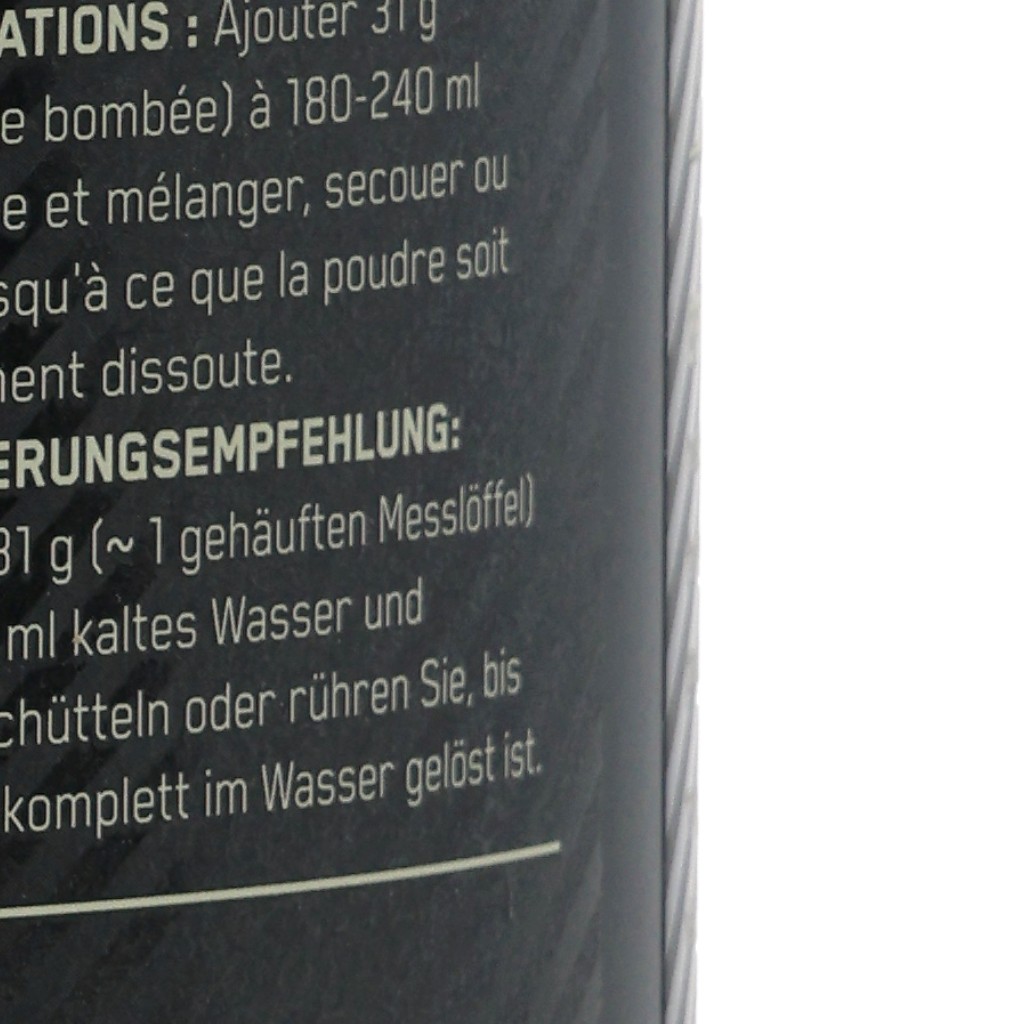 ATIONS : Ajouter 31 g
e bombée) à 180-240 ml
e et mélanger, secouer ou
squ'à ce que la poudre soit
ent dissoute.
ERUNGSEMPFEHLUNG:
31 g (~ 1 gehäuften Messlöffel)
ml kaltes Wasser und
chütteln oder rühren Sie, bis
komplett im Wasser gelöst ist.